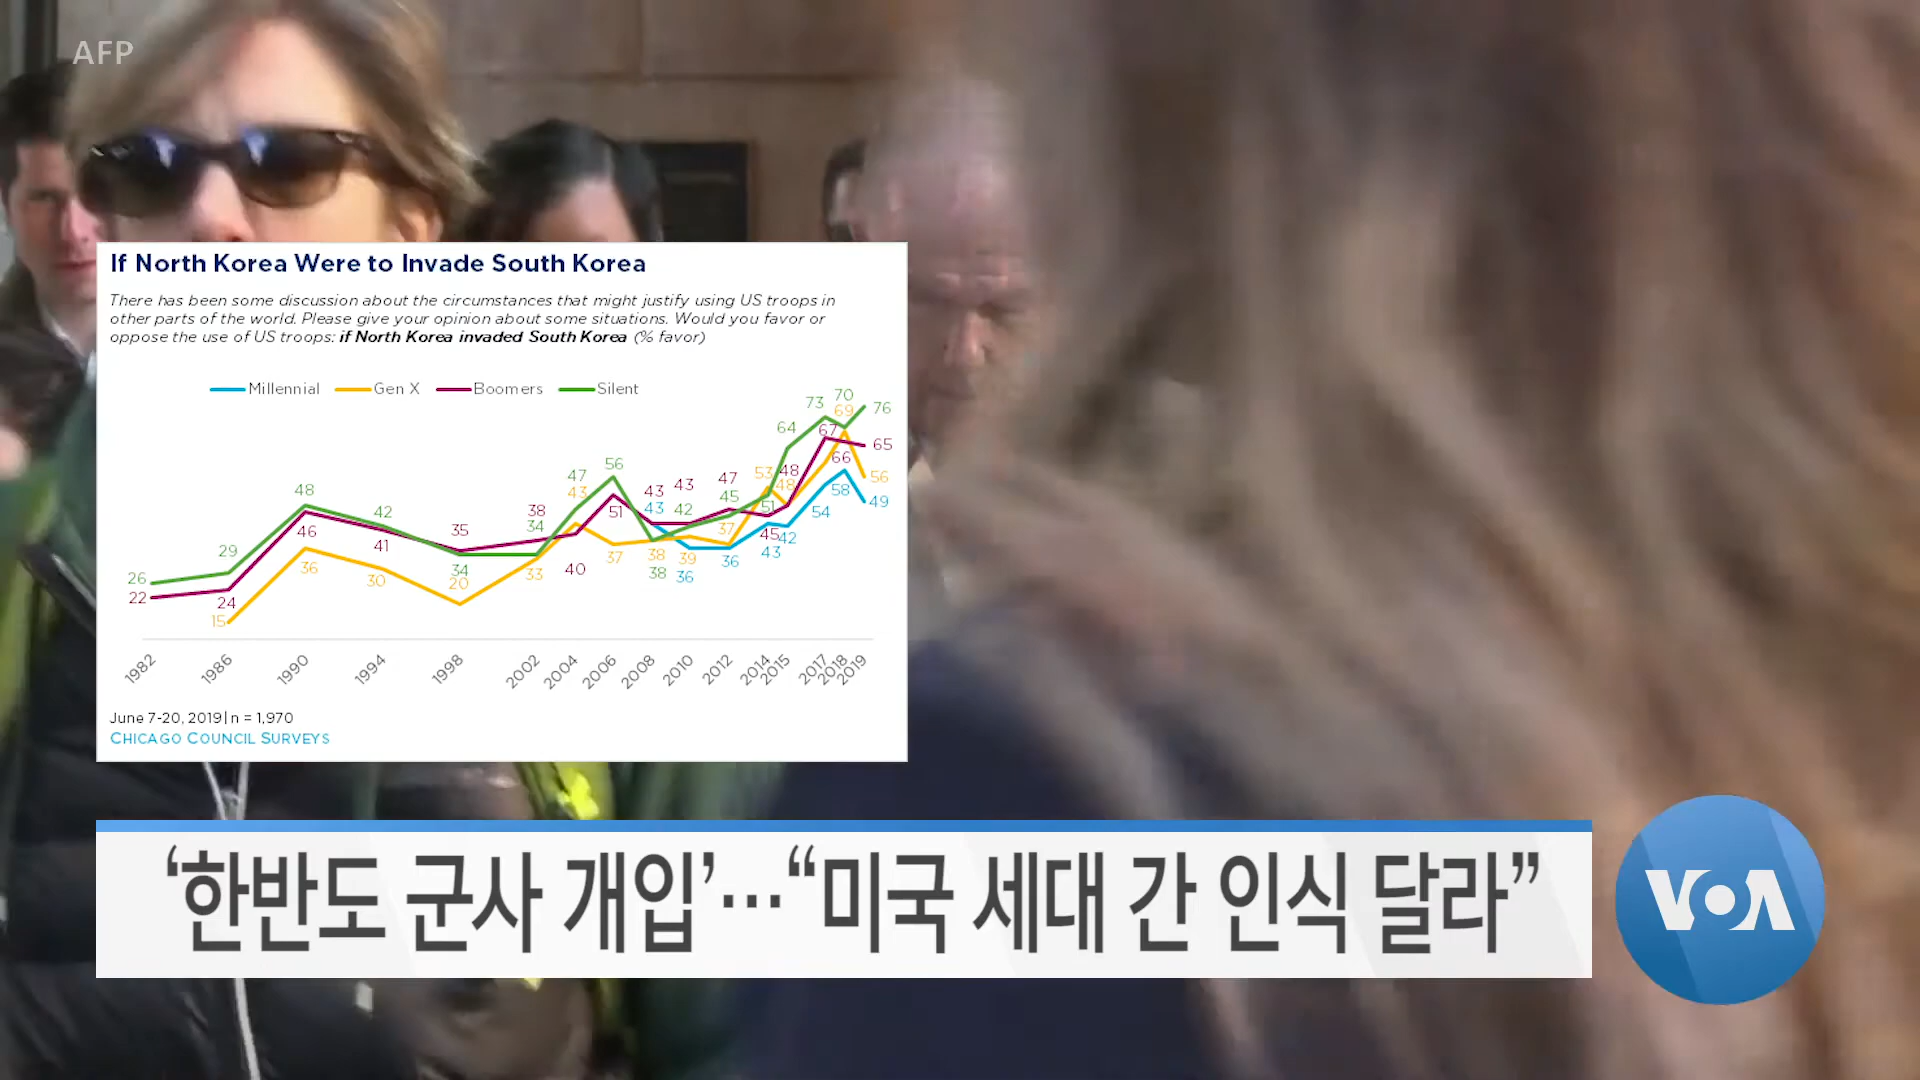 AFP
If North Korea Were to Invade South Korea
There has been some discussion about the circumstances that might justify using US troops in
other parts of the world. Please give your opinion about some situations. Would you favor or
oppose the use of US troops: if North Korea invaded South Korea (% favor)
Millennial Gen X Boomers Silent
73 70 76
69
64 67 65
56 66
47 53 48 56
48 43 43 43 47 48 58 49
46 42 38 51 43 42 45 51 54
41 35 34 37 45 42
29 36 34 40 37 38 39 36 43
26 30 20 33 38 36
22 24
15
1982 1986 1990 1994 1998 2002 2004 2006 2008 2010 2012 2014 2015 2017 2018 2019
June 7-20, 2019| n = 1,970
CHICAGO COUNCIL SURVEYS
‘한반도 군사 개입’…“미국 세대 간 인식 달라”
VOA